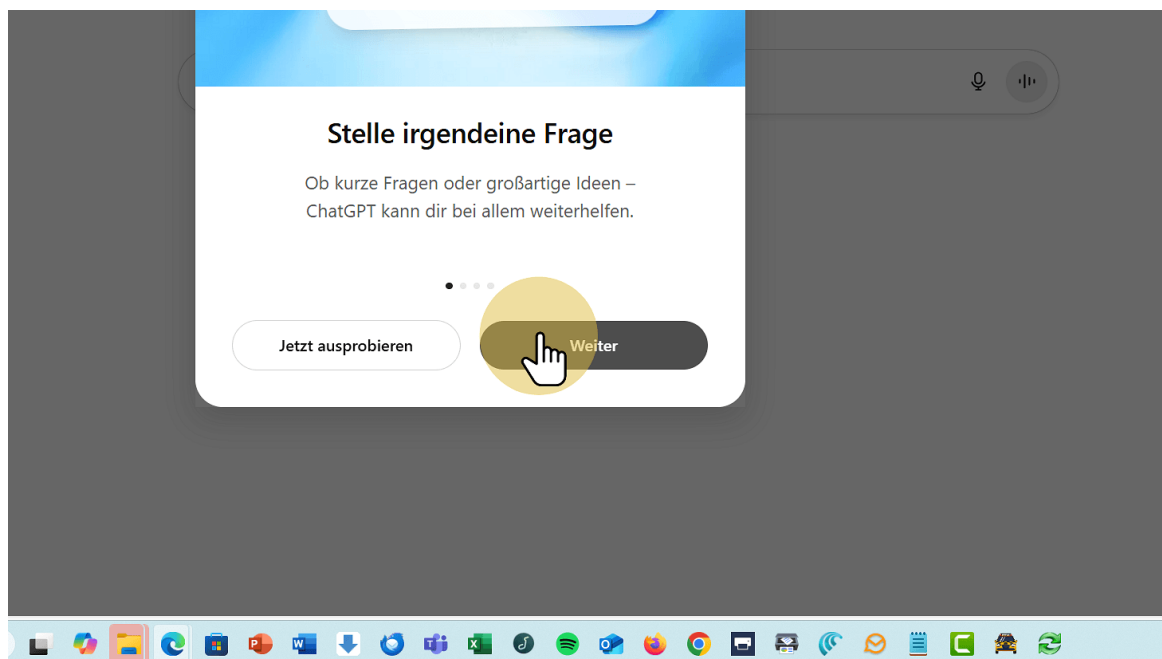 Stelle irgendeine Frage
Ob kurze Fragen oder großartige Ideen –
ChatGPT kann dir bei allem weiterhelfen.
Jetzt ausprobieren
Weiter